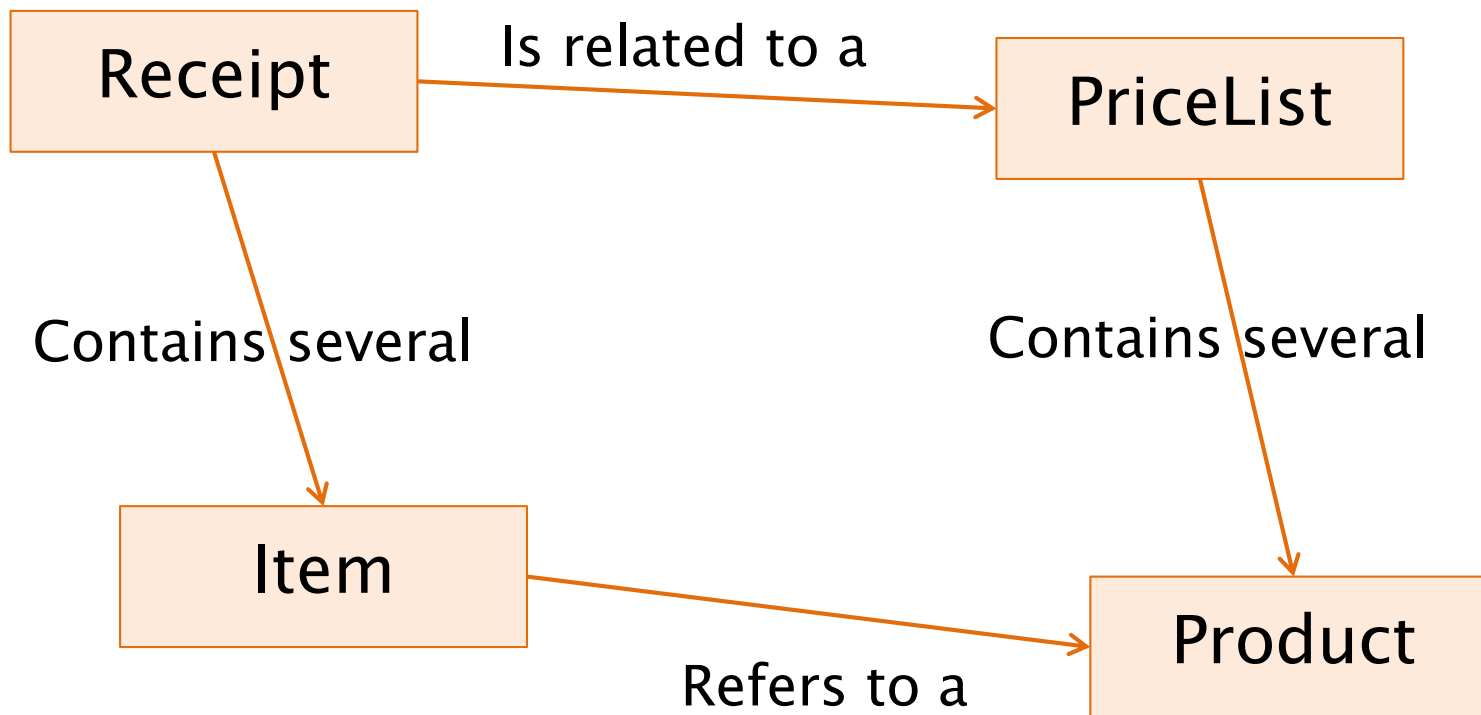 Receipt
Is related to a
PriceList
Contains several
Contains several
Item
Product
Refers to a